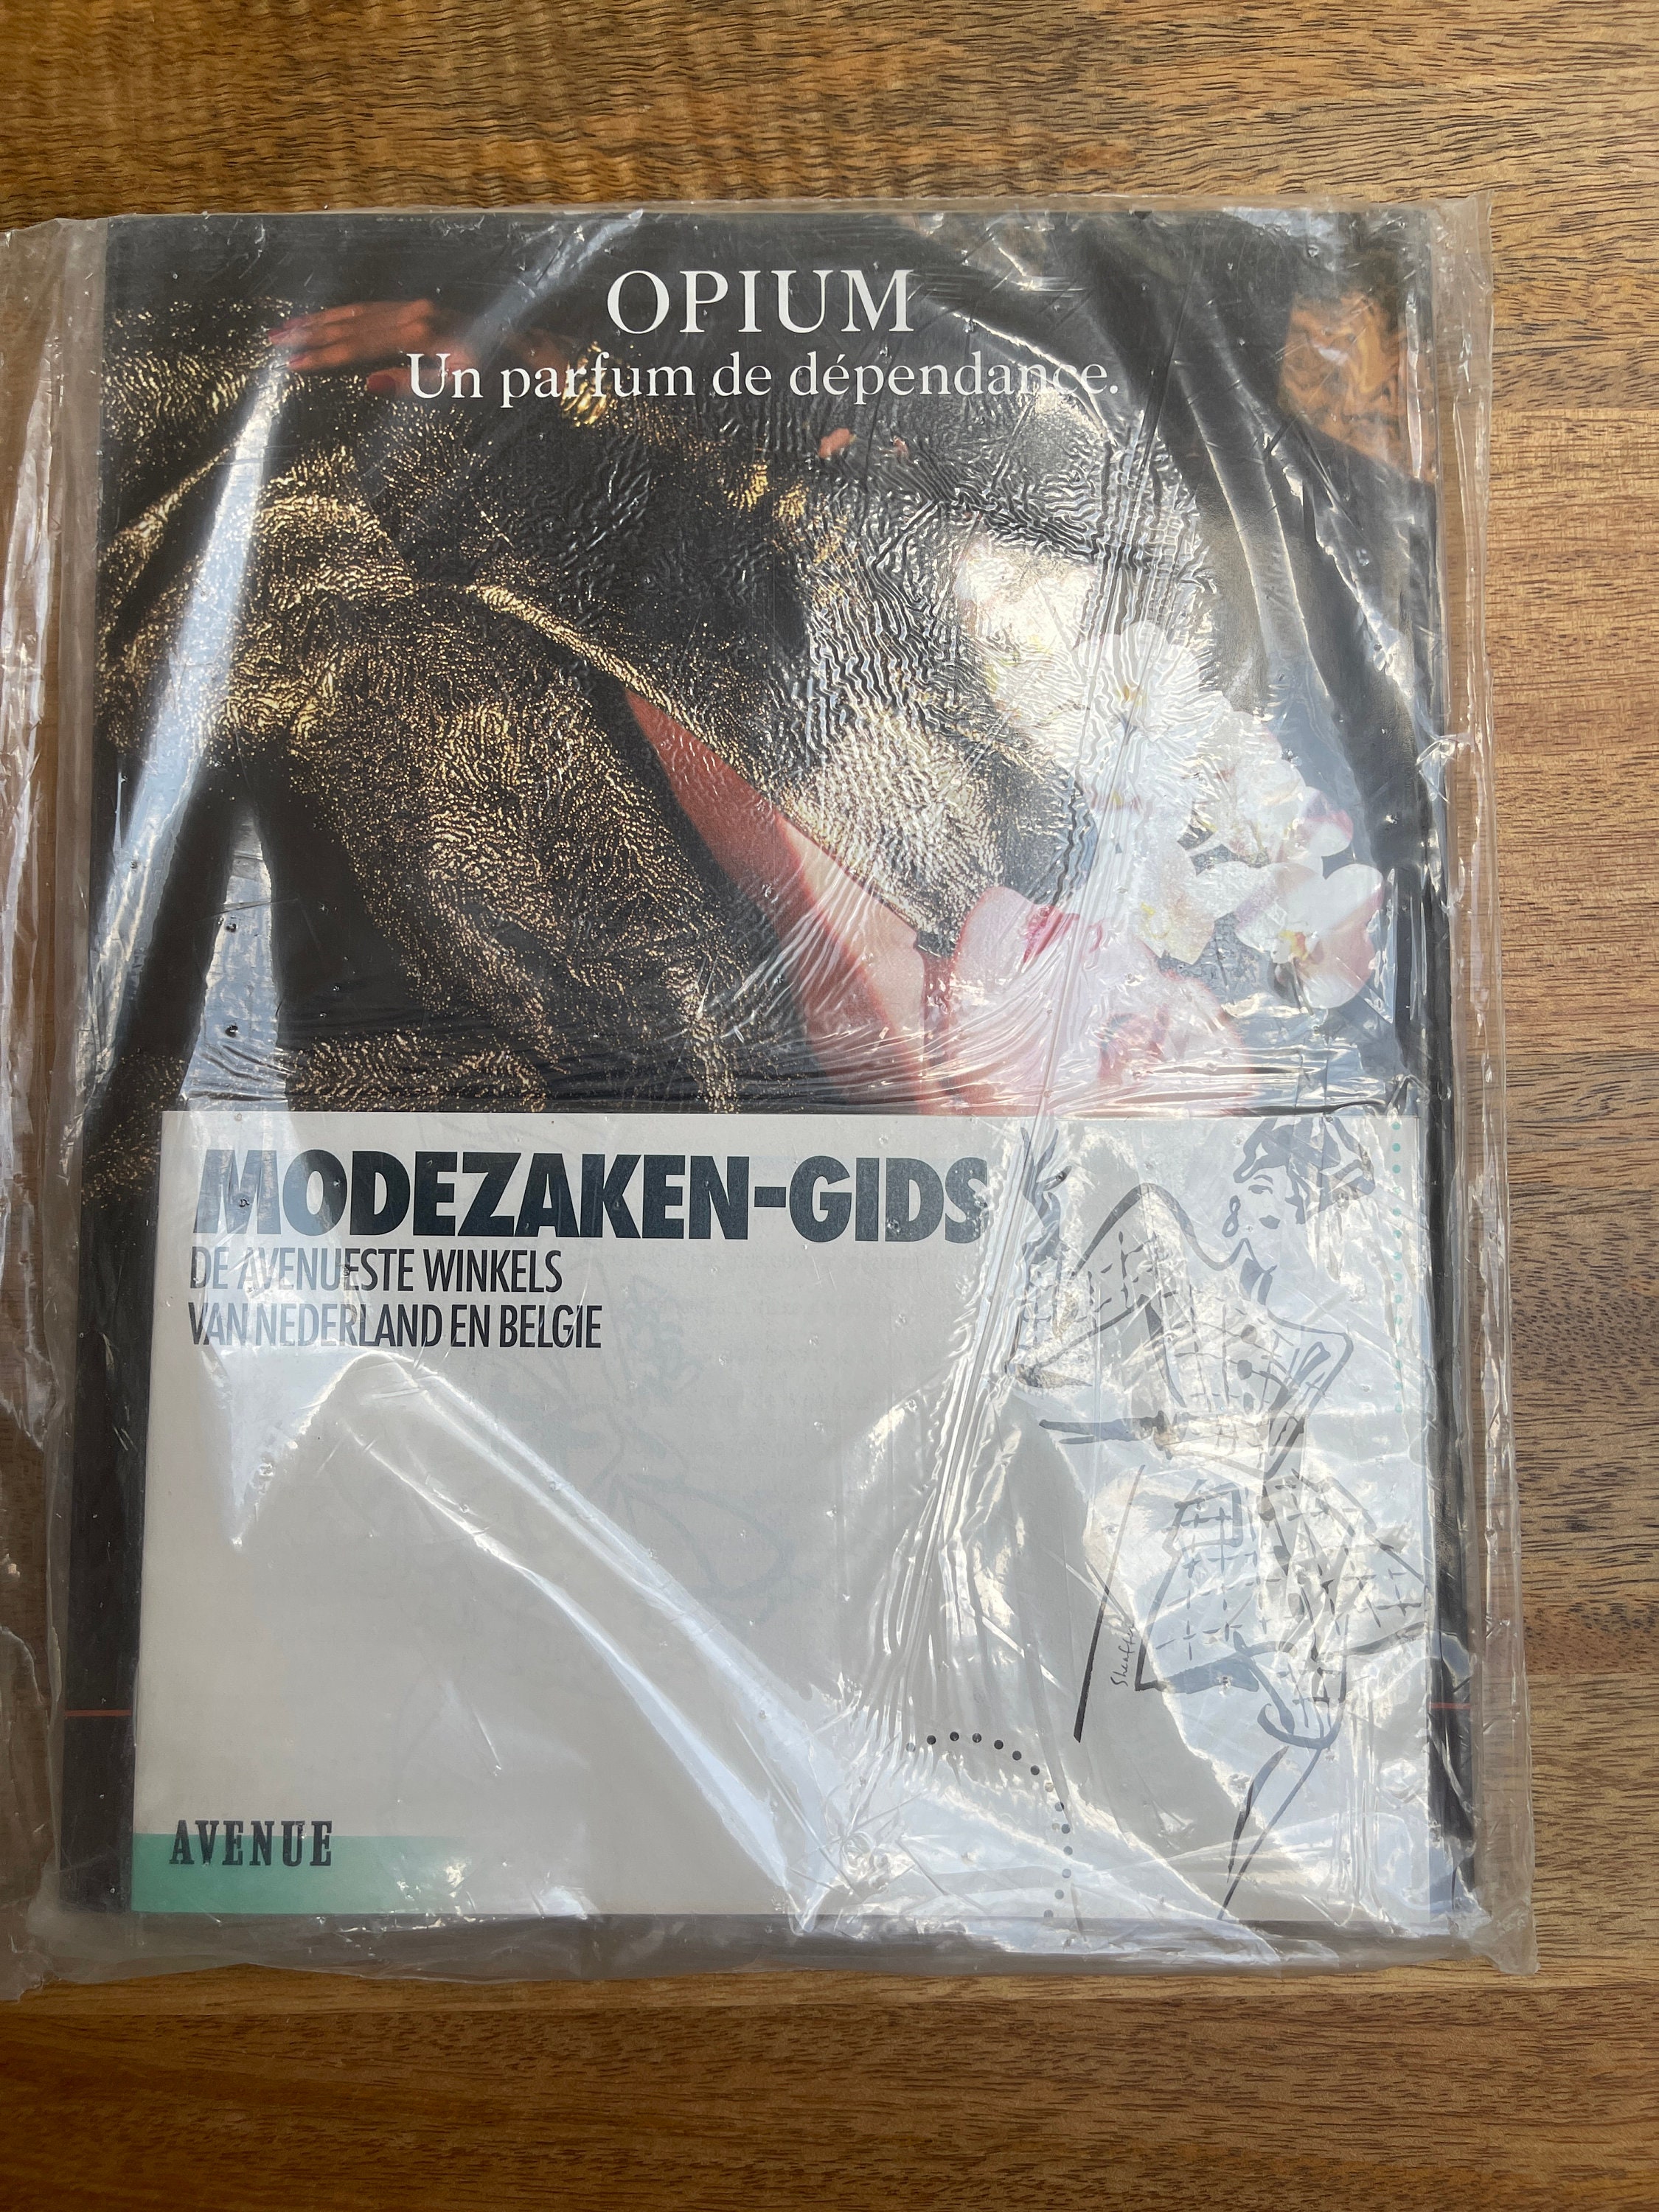 OPIUM
Un parfum de dépendance.
MODEZAKEN-GIDS
DE AVENUESTE WINKELS
VAN NEDERLAND EN BELGIE
AVENUE